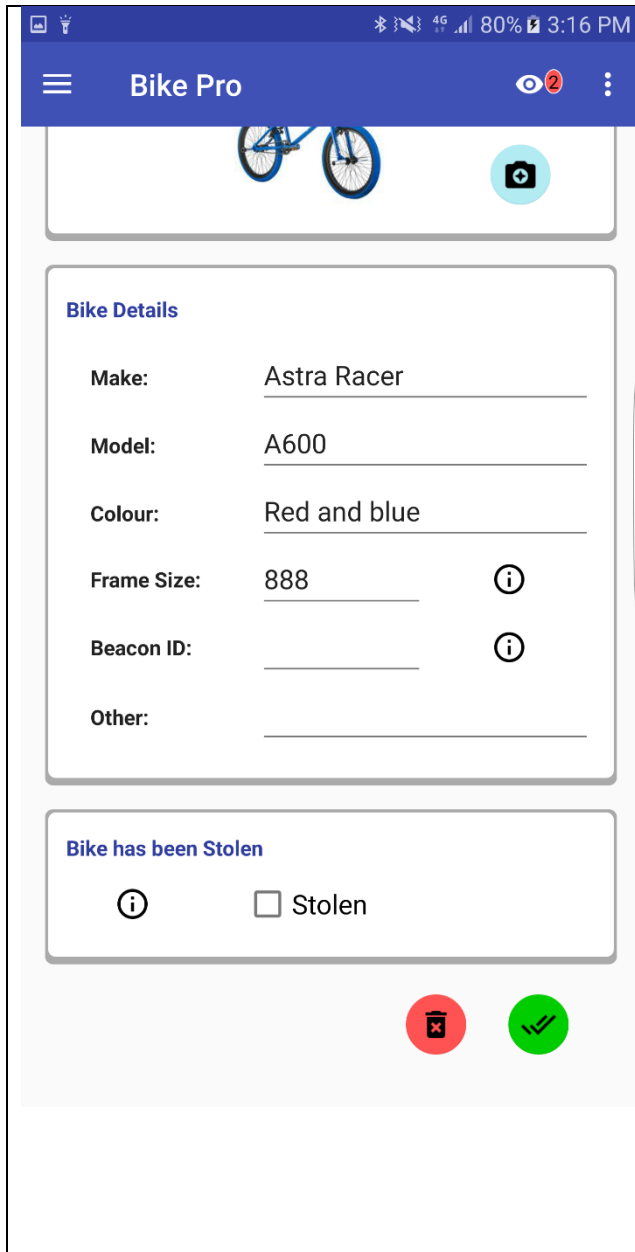 4G 80% 3:16 PM
Bike Pro 2
Bike Details
Make: Astra Racer
Model: A600
Colour: Red and blue
Frame Size: 888
Beacon ID:
Other:
Bike has been Stolen
Stolen